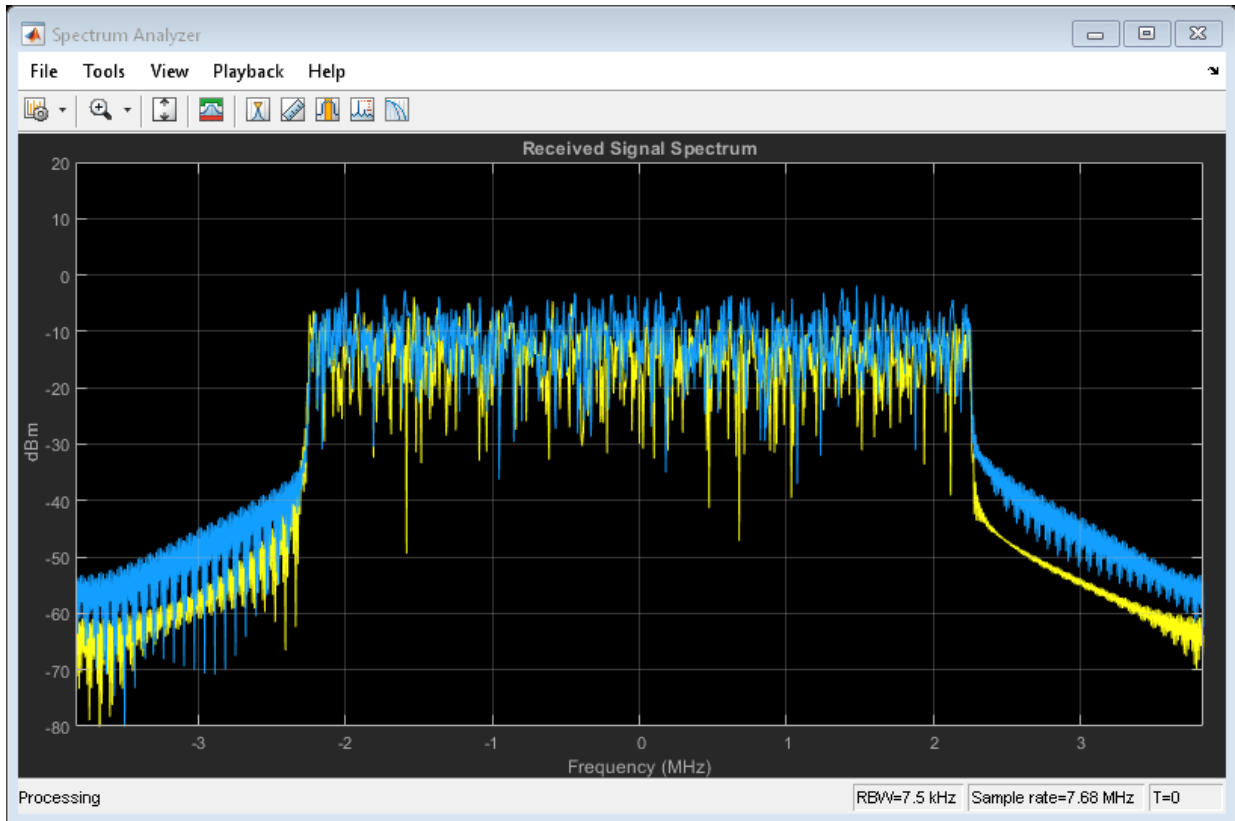 Spectrum Analyzer
File Tools View Playback Help
Received Signal Spectrum
20
10
0
-10
-20
-30
-40
-50
-60
-70
-80
dBm
-3 -2 -1 0 1 2 3
Frequency (MHz)
Processing RBW=7.5 kHz Sample rate=7.68 MHz T=0